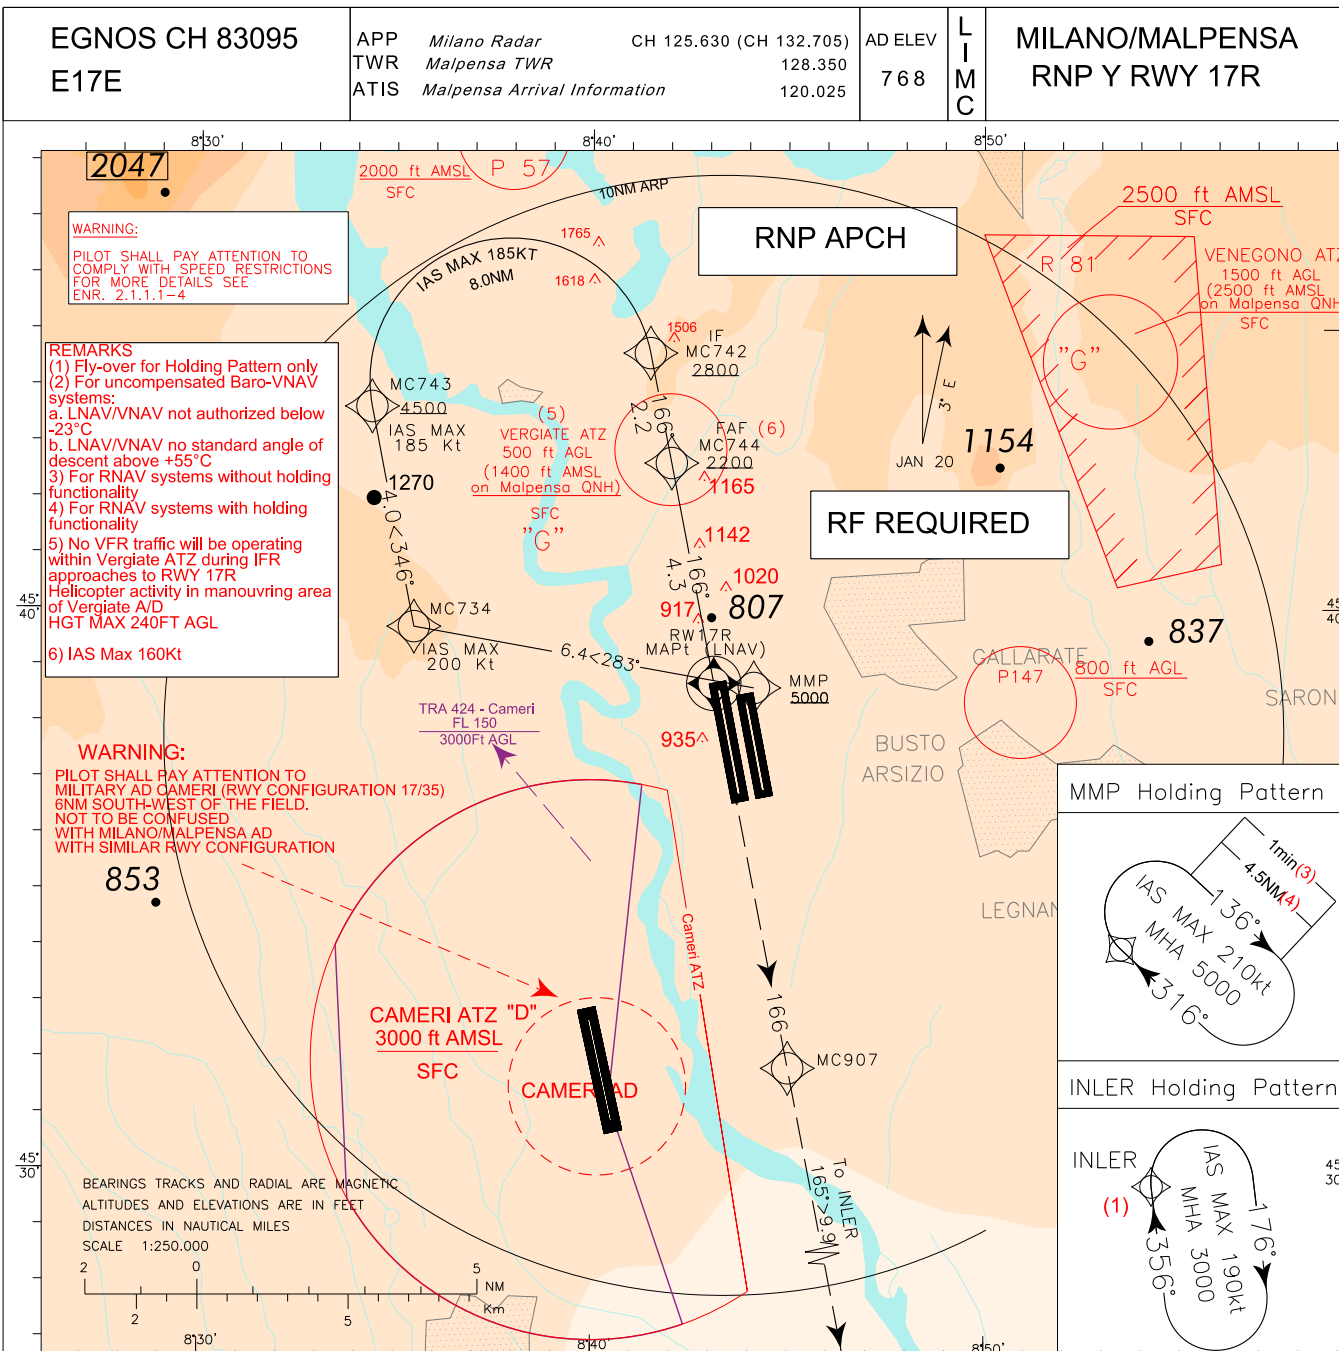 EGNOS CH 83095
E17E
APP Milano Radar CH 125.630 (CH 132.705)
TWR Malpensa TWR 128.350
ATIS Malpensa Arrival Information 120.025
AD ELEV
768
L
I
M
C
MILANO/MALPENSA
RNP Y RWY 17R
8°30'
8°40'
8°50'
2047
2000 ft AMSL
SFC
P 57
10NM ARP
WARNING:
PILOT SHALL PAY ATTENTION TO
COMPLY WITH SPEED RESTRICTIONS
FOR MORE DETAILS SEE
ENR. 2.1.1.1-4
IAS MAX 185KT
8.0NM
1765
1618
1506
RNP APCH
2500 ft AMSL
SFC
R 81
VENEGONO ATZ
1500 ft AGL
(2500 ft AMSL
on Malpensa QNH)
SFC
"G"
IF
MC742
2800
3° E
JAN 20
1154
REMARKS
(1) Fly-over for Holding Pattern only
(2) For uncompensated Baro-VNAV
systems:
a. LNAV/VNAV not authorized below
-23°C
b. LNAV/VNAV no standard angle of
descent above +55°C
3) For RNAV systems without holding
functionality
4) For RNAV systems with holding
functionality
5) No VFR traffic will be operating
within Vergiate ATZ during IFR
approaches to RWY 17R
Helicopter activity in manouvring area
of Vergiate A/D
HGT MAX 240FT AGL
6) IAS Max 160Kt
MC743
4500
IAS MAX
185 Kt
1270
166°
2.2
(5)
VERGIATE ATZ
500 ft AGL
(1400 ft AMSL
on Malpensa QNH)
SFC
"G"
FAF (6)
MC744
2200
1165
1142
RF REQUIRED
4.0<346°
166°
4.3
1020
917
807
45°
40'
45
40
MC734
IAS MAX
200 Kt
6.4<283°
RW17R
MAPt (LNAV)
MMP
5000
837
GALLARATE
P147
800 ft AGL
SFC
SARON
TRA 424 - Cameri
FL 150
3000Ft AGL
935
BUSTO
ARSIZIO
WARNING:
PILOT SHALL PAY ATTENTION TO
MILITARY AD CAMERI (RWY CONFIGURATION 17/35)
6NM SOUTH-WEST OF THE FIELD.
NOT TO BE CONFUSED
WITH MILANO/MALPENSA AD
WITH SIMILAR RWY CONFIGURATION
853
MMP Holding Pattern
1min(3)
4.5NM(4)
136°
IAS MAX 210kt
MHA 5000
316°
LEGNAN
Cameri ATZ
CAMERI ATZ "D"
3000 ft AMSL
SFC
CAMERI AD
166
MC907
INLER Holding Pattern
INLER
(1)
IAS MAX 190kt
MHA 3000
176°
356°
To INLER
165°>9.9
45°
30'
45
30
BEARINGS TRACKS AND RADIAL ARE MAGNETIC
ALTITUDES AND ELEVATIONS ARE IN FEET
DISTANCES IN NAUTICAL MILES
SCALE 1:250.000
2 0 5
NM
Km
2 5
8°30'
8°40'
8°50'